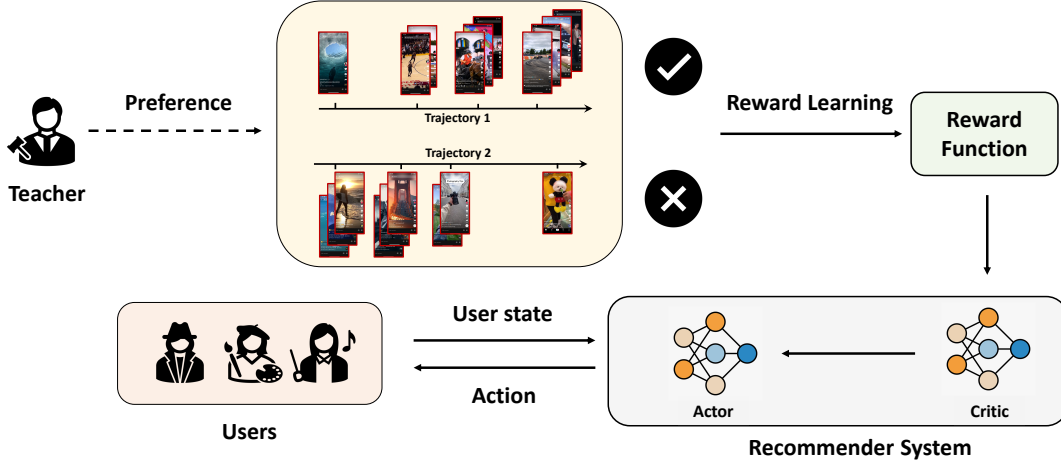 Preference
Teacher
Trajectory 1
Trajectory 2
Reward Learning
Reward
Function
User state
Action
Users
Actor
Critic
Recommender System